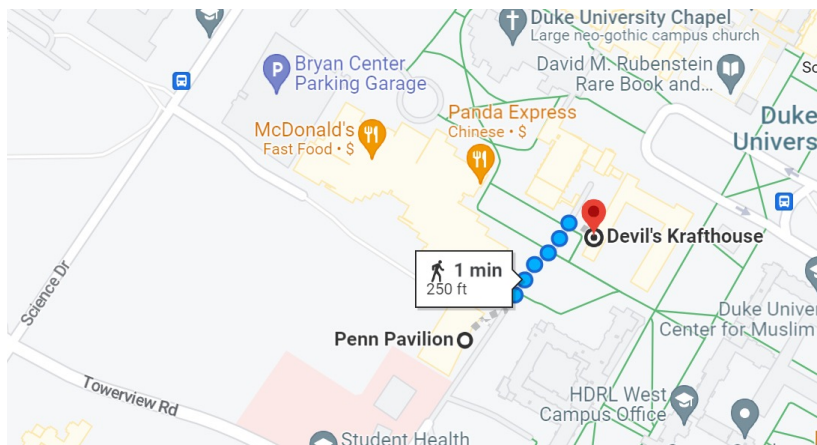 Duke University Chapel
Large neo-gothic campus church
Bryan Center
Parking Garage
David M. Rubenstein
Rare Book and...
P
McDonald's
Fast Food • $
Panda Express
Chinese • $
Duke
Univers
Devil's Krafthouse
1 min
250 ft
Science Dr
Penn Pavilion
Duke Univer
Center for Muslim
Towerview Rd
HDRL West
Campus Office
Student Health